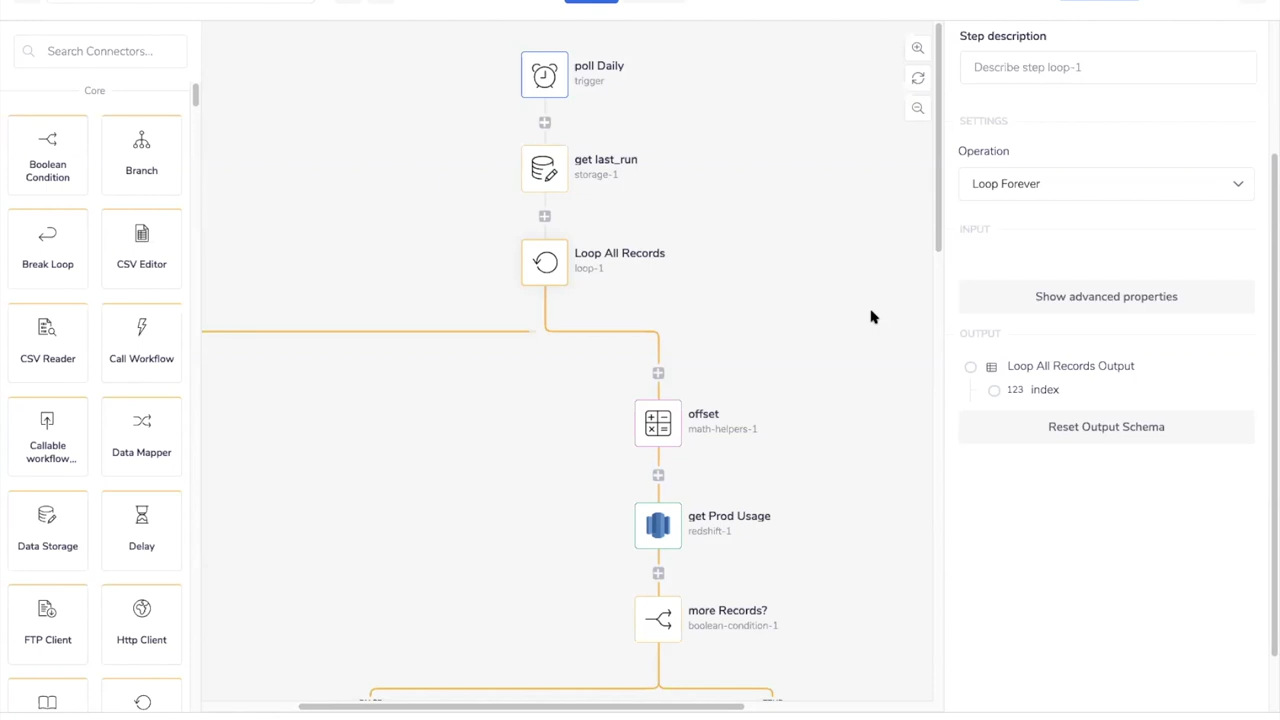 Search Connectors...
Core
Boolean
Condition
Branch
Break Loop
CSV Editor
CSV Reader
Call Workflow
Callable
workflow...
Data Mapper
Data Storage
Delay
FTP Client
Http Client
poll Daily
trigger
get last_run
storage-1
Loop All Records
loop-1
offset
math-helpers-1
get Prod Usage
redshift-1
more Records?
boolean-condition-1
Step description
Describe step loop-1
SETTINGS
Operation
Loop Forever
INPUT
Show advanced properties
OUTPUT
Loop All Records Output
123 index
Reset Output Schema